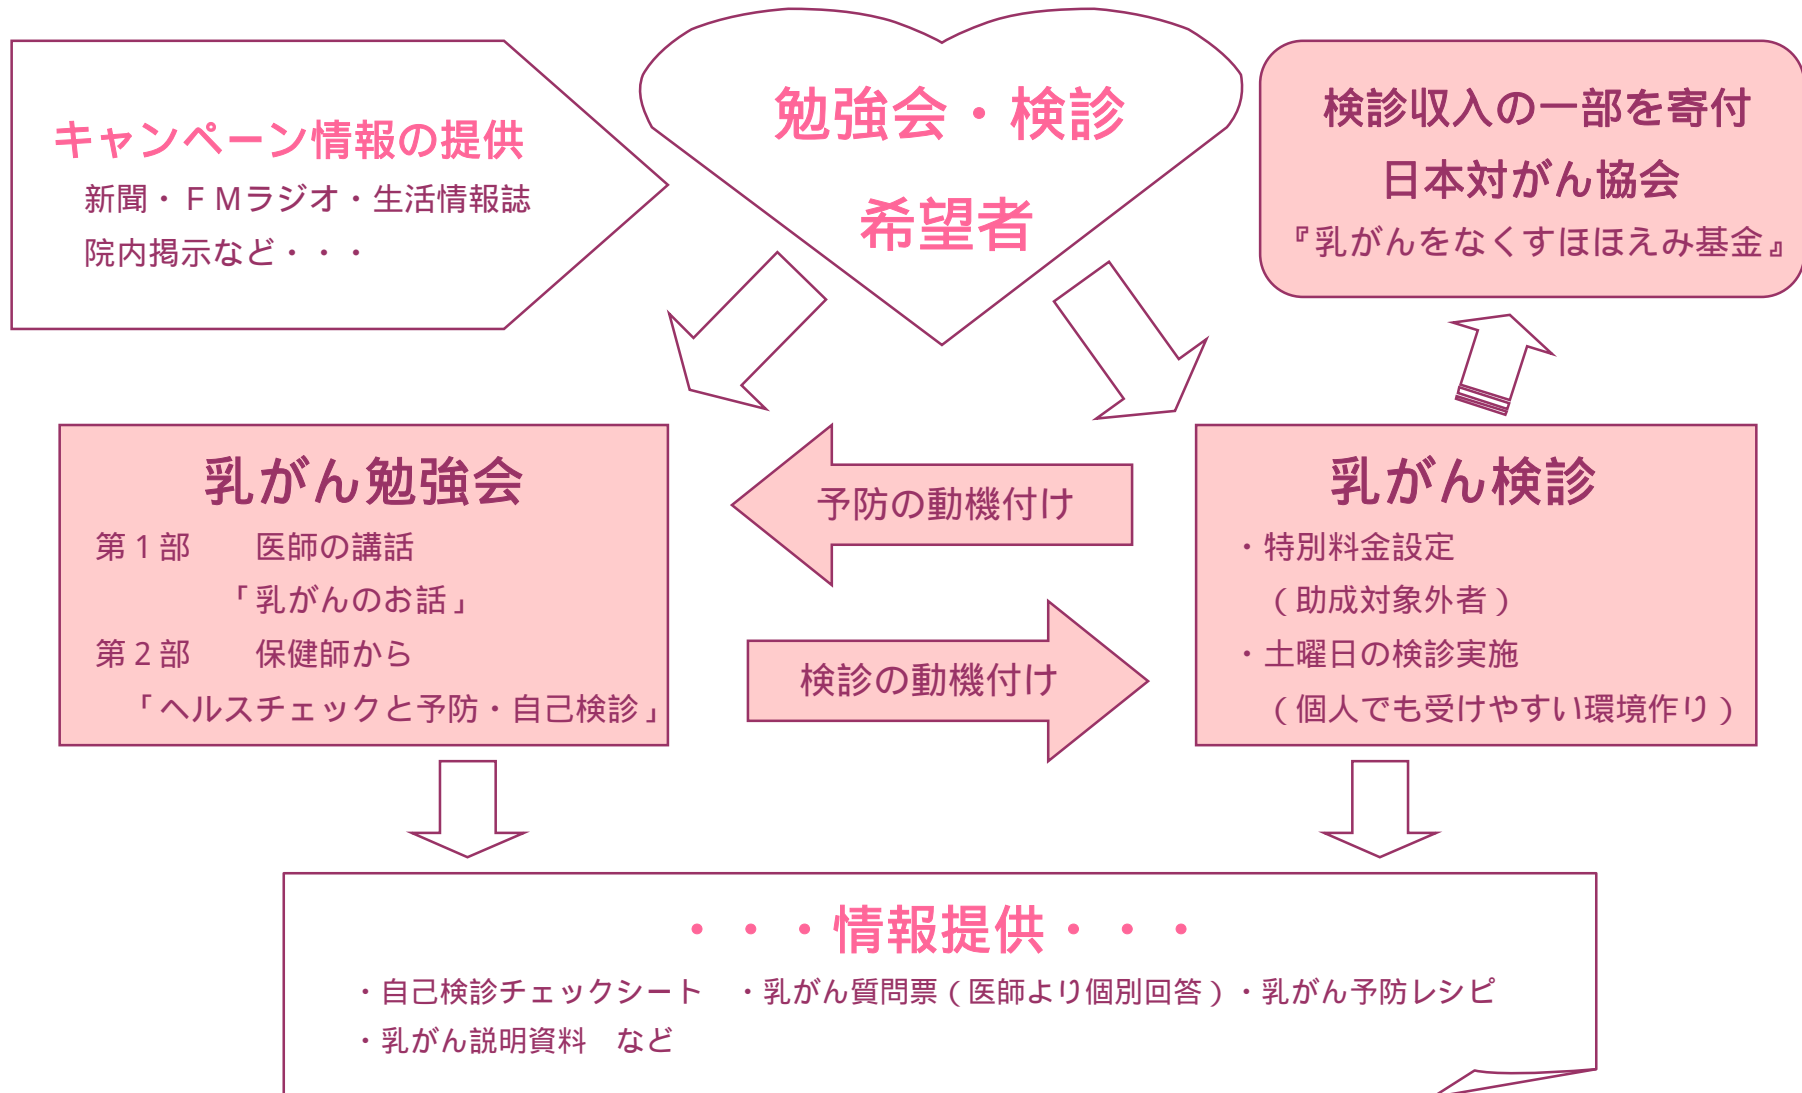 キャンペーン情報の提供
新聞・ＦＭラジオ・生活情報誌
院内掲示など・・・
勉強会・検診
希望者
検診収入の一部を寄付
日本対がん協会
『乳がんをなくすほほえみ基金』
乳がん勉強会
第１部　　医師の講話
「乳がんのお話」
第２部　　保健師から
「ヘルスチェックと予防・自己検診」
予防の動機付け
検診の動機付け
乳がん検診
・特別料金設定
（助成対象外者）
・土曜日の検診実施
（個人でも受けやすい環境作り）
・・・情報提供・・・
・自己検診チェックシート　・乳がん質問票（医師より個別回答）・乳がん予防レシピ
・乳がん説明資料　など